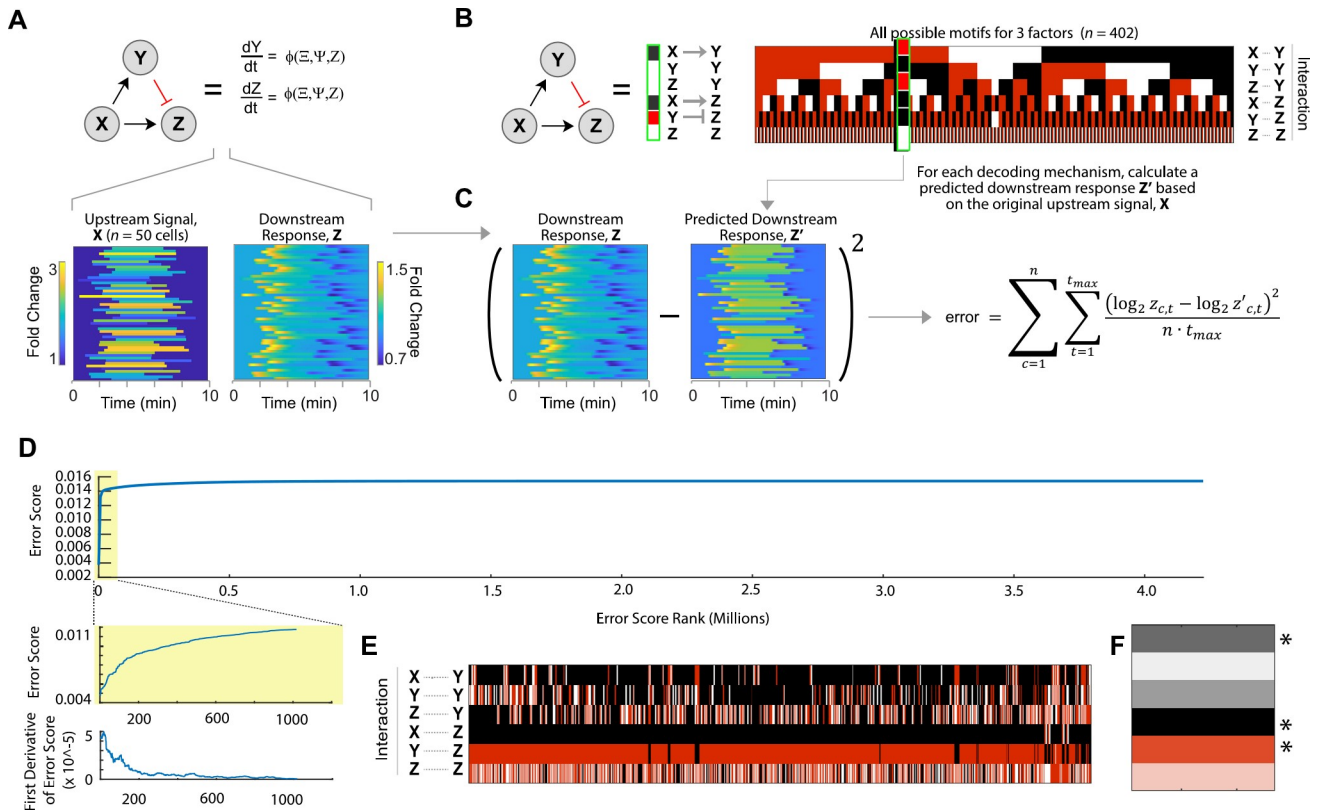 A
Y
X
Z
=
dY
dt
= ϕ(Ξ,Ψ,Z)
dZ
dt
= ϕ(Ξ,Ψ,Z)
Upstream Signal,
X (n = 50 cells)
Downstream
Response, Z
Fold Change
3
1
1.5
0.7
Fold Change
0 10
Time (min)
0 10
Time (min)
B
Y
X
Z
=
X Y
Y Y
Z Y
X Z
Y Z
Z Z
All possible motifs for 3 factors (n = 402)
X Y
Y Y
Z Y
X Z
Y Z
Z Z
Interaction
For each decoding mechanism, calculate a
predicted downstream response Z’ based
on the original upstream signal, X
C
Downstream
Response, Z
Predicted Downstream
Response, Z’
( − )2
0 10
Time (min)
0 10
Time (min)
error = ∑ c=1 n ∑ t=1 tmax (log2 zc,t − log2 z′c,t)2 / n · tmax
D
Error Score
0.016
0.014
0.012
0.010
0.008
0.006
0.004
0.002
0 0.5 1.0 1.5 2.0 2.5 3.0 3.5 4.0
Error Score Rank (Millions)
Error Score
0.011
0.004
200 600 1000
First Derivative
of Error Score
(x 10^-5)
5
0
200 600 1000
E
Interaction
X Y
Y Y
Z Y
X Z
Y Z
Z Z
F
*
*
*